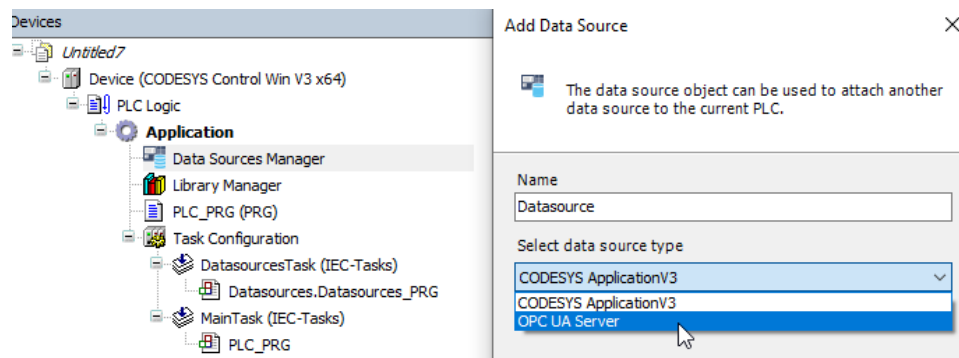 Devices
Untitled7
Device (CODESYS Control Win V3 x64)
PLC Logic
Application
Data Sources Manager
Library Manager
PLC_PRG (PRG)
Task Configuration
DatasourcesTask (IEC-Tasks)
Datasources.Datasources_PRG
MainTask (IEC-Tasks)
PLC_PRG
Add Data Source
The data source object can be used to attach another
data source to the current PLC.
Name
Datasource
Select data source type
CODESYS ApplicationV3
CODESYS ApplicationV3
OPC UA Server